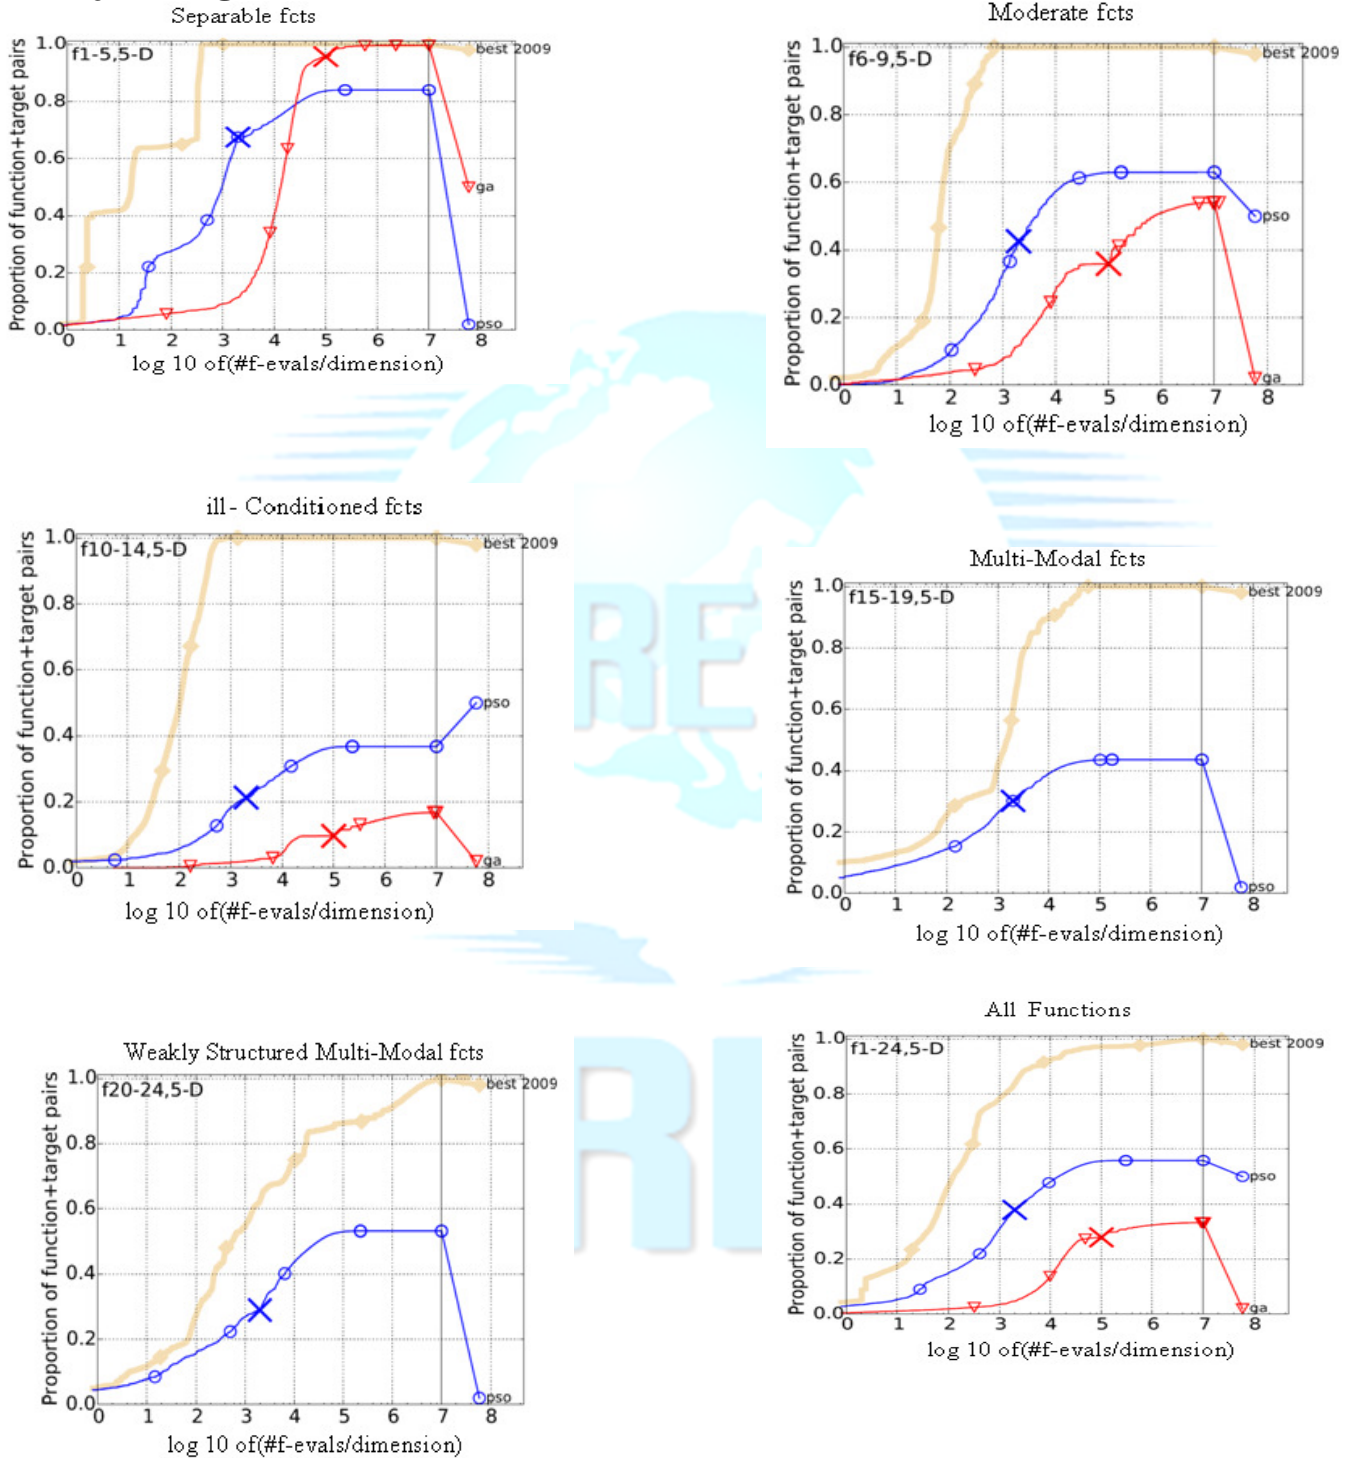 Separable fcts
Proportion of function+target pairs
1.0
0.8
0.6
0.4
0.2
0.0
f1-5,5-D
best 2009
ga
pso
0 1 2 3 4 5 6 7 8
log 10 of(#f-evals/dimension)
Moderate fcts
Proportion of function+target pairs
1.0
0.8
0.6
0.4
0.2
0.0
f6-9,5-D
best 2009
pso
ga
0 1 2 3 4 5 6 7 8
log 10 of(#f-evals/dimension)
ill- Conditioned fcts
Proportion of function+target pairs
1.0
0.8
0.6
0.4
0.2
0.0
f10-14,5-D
best 2009
pso
ga
0 1 2 3 4 5 6 7 8
log 10 of(#f-evals/dimension)
Multi-Modal fcts
Proportion of function+target pairs
1.0
0.8
0.6
0.4
0.2
0.0
f15-19,5-D
best 2009
pso
0 1 2 3 4 5 6 7 8
log 10 of(#f-evals/dimension)
Weakly Structured Multi-Modal fcts
Proportion of function+target pairs
1.0
0.8
0.6
0.4
0.2
0.0
f20-24,5-D
best 2009
pso
0 1 2 3 4 5 6 7 8
log 10 of(#f-evals/dimension)
All Functions
Proportion of function+target pairs
1.0
0.8
0.6
0.4
0.2
0.0
f1-24,5-D
best 2009
pso
ga
0 1 2 3 4 5 6 7 8
log 10 of(#f-evals/dimension)
RE
RI